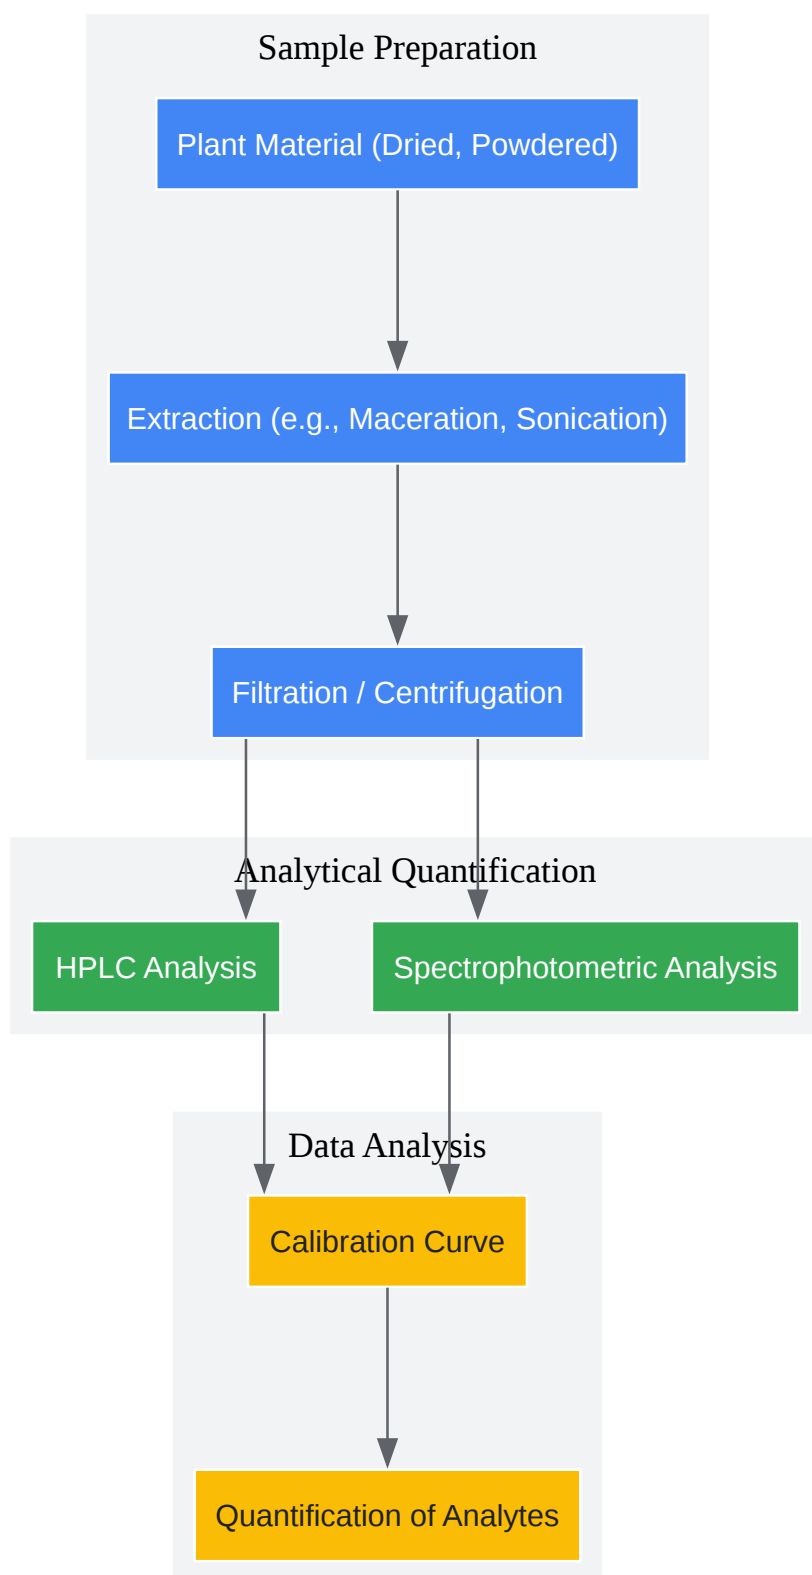 Sample Preparation
Plant Material (Dried, Powdered)
Extraction (e.g., Maceration, Sonication)
Filtration / Centrifugation
Analytical Quantification
HPLC Analysis
Spectrophotometric Analysis
Data Analysis
Calibration Curve
Quantification of Analytes